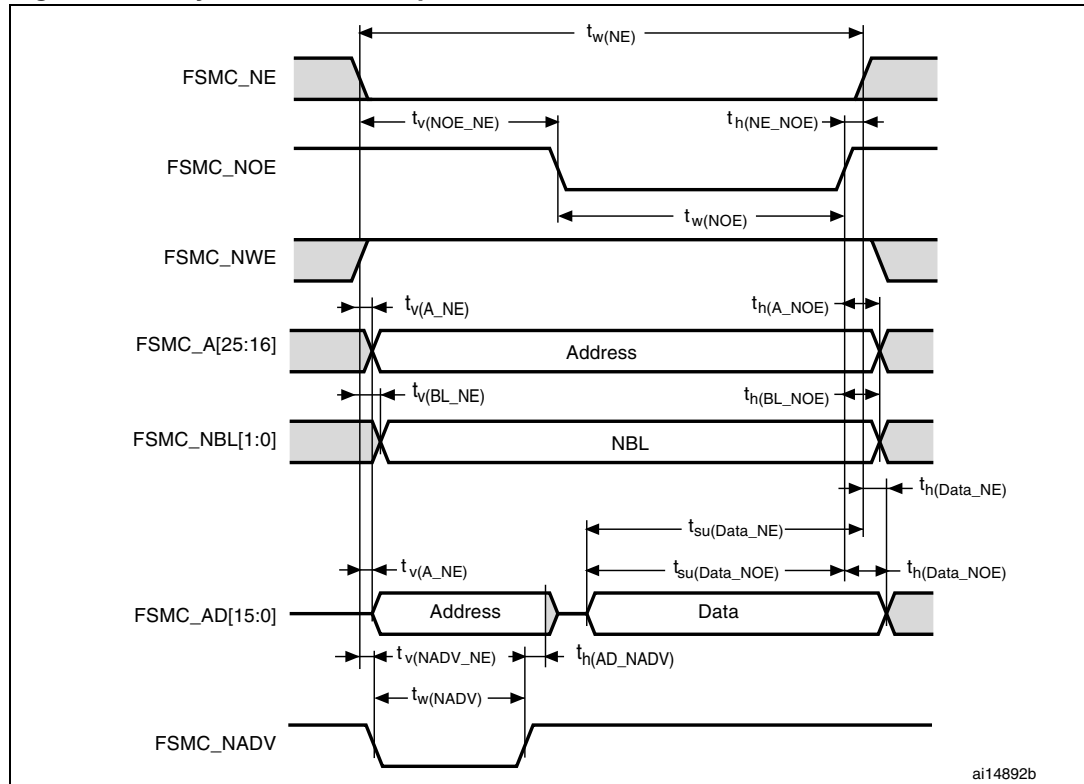 tw(NE)
FSMC_NE
tv(NOE_NE)
th(NE_NOE)
FSMC_NOE
tw(NOE)
FSMC_NWE
tv(A_NE)
th(A_NOE)
FSMC_A[25:16]
Address
tv(BL_NE)
th(BL_NOE)
FSMC_NBL[1:0]
NBL
th(Data_NE)
tsu(Data_NE)
tv(A_NE)
tsu(Data_NOE)
th(Data_NOE)
FSMC_AD[15:0]
Address
Data
tv(NADV_NE)
th(AD_NADV)
tw(NADV)
FSMC_NADV
ai14892b